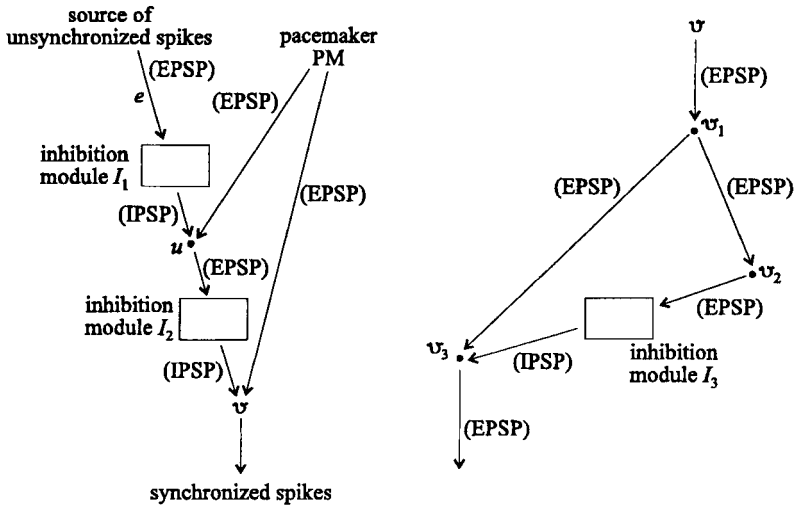 source of
unsynchronized spikes
pacemaker
PM
(EPSP)
e
(EPSP)
inhibition
module I₁
(EPSP)
(IPSP)
u
(EPSP)
inhibition
module I₂
(IPSP)
v
synchronized spikes
v
(EPSP)
v₁
(EPSP)
(EPSP)
v₂
(EPSP)
v₃
(IPSP)
inhibition
module I₃
(EPSP)